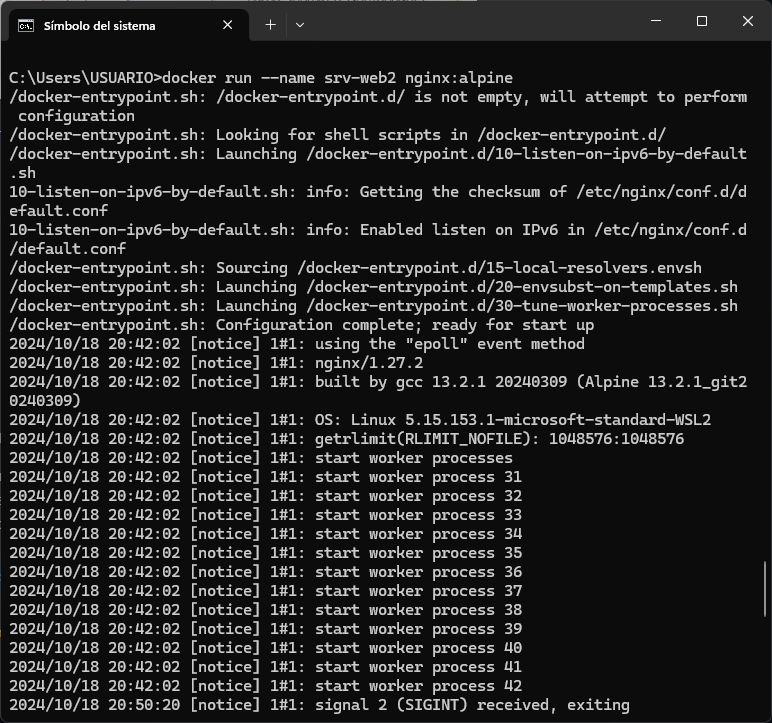 Símbolo del sistema
C:\Users\USUARIO>docker run --name srv-web2 nginx:alpine
/docker-entrypoint.sh: /docker-entrypoint.d/ is not empty, will attempt to perform
 configuration
/docker-entrypoint.sh: Looking for shell scripts in /docker-entrypoint.d/
/docker-entrypoint.sh: Launching /docker-entrypoint.d/10-listen-on-ipv6-by-default
.sh
10-listen-on-ipv6-by-default.sh: info: Getting the checksum of /etc/nginx/conf.d/d
efault.conf
10-listen-on-ipv6-by-default.sh: info: Enabled listen on IPv6 in /etc/nginx/conf.d
/default.conf
/docker-entrypoint.sh: Sourcing /docker-entrypoint.d/15-local-resolvers.envsh
/docker-entrypoint.sh: Launching /docker-entrypoint.d/20-envsubst-on-templates.sh
/docker-entrypoint.sh: Launching /docker-entrypoint.d/30-tune-worker-processes.sh
/docker-entrypoint.sh: Configuration complete; ready for start up
2024/10/18 20:42:02 [notice] 1#1: using the "epoll" event method
2024/10/18 20:42:02 [notice] 1#1: nginx/1.27.2
2024/10/18 20:42:02 [notice] 1#1: built by gcc 13.2.1 20240309 (Alpine 13.2.1_git2
0240309)
2024/10/18 20:42:02 [notice] 1#1: OS: Linux 5.15.153.1-microsoft-standard-WSL2
2024/10/18 20:42:02 [notice] 1#1: getrlimit(RLIMIT_NOFILE): 1048576:1048576
2024/10/18 20:42:02 [notice] 1#1: start worker processes
2024/10/18 20:42:02 [notice] 1#1: start worker process 31
2024/10/18 20:42:02 [notice] 1#1: start worker process 32
2024/10/18 20:42:02 [notice] 1#1: start worker process 33
2024/10/18 20:42:02 [notice] 1#1: start worker process 34
2024/10/18 20:42:02 [notice] 1#1: start worker process 35
2024/10/18 20:42:02 [notice] 1#1: start worker process 36
2024/10/18 20:42:02 [notice] 1#1: start worker process 37
2024/10/18 20:42:02 [notice] 1#1: start worker process 38
2024/10/18 20:42:02 [notice] 1#1: start worker process 39
2024/10/18 20:42:02 [notice] 1#1: start worker process 40
2024/10/18 20:42:02 [notice] 1#1: start worker process 41
2024/10/18 20:42:02 [notice] 1#1: start worker process 42
2024/10/18 20:50:20 [notice] 1#1: signal 2 (SIGINT) received, exiting